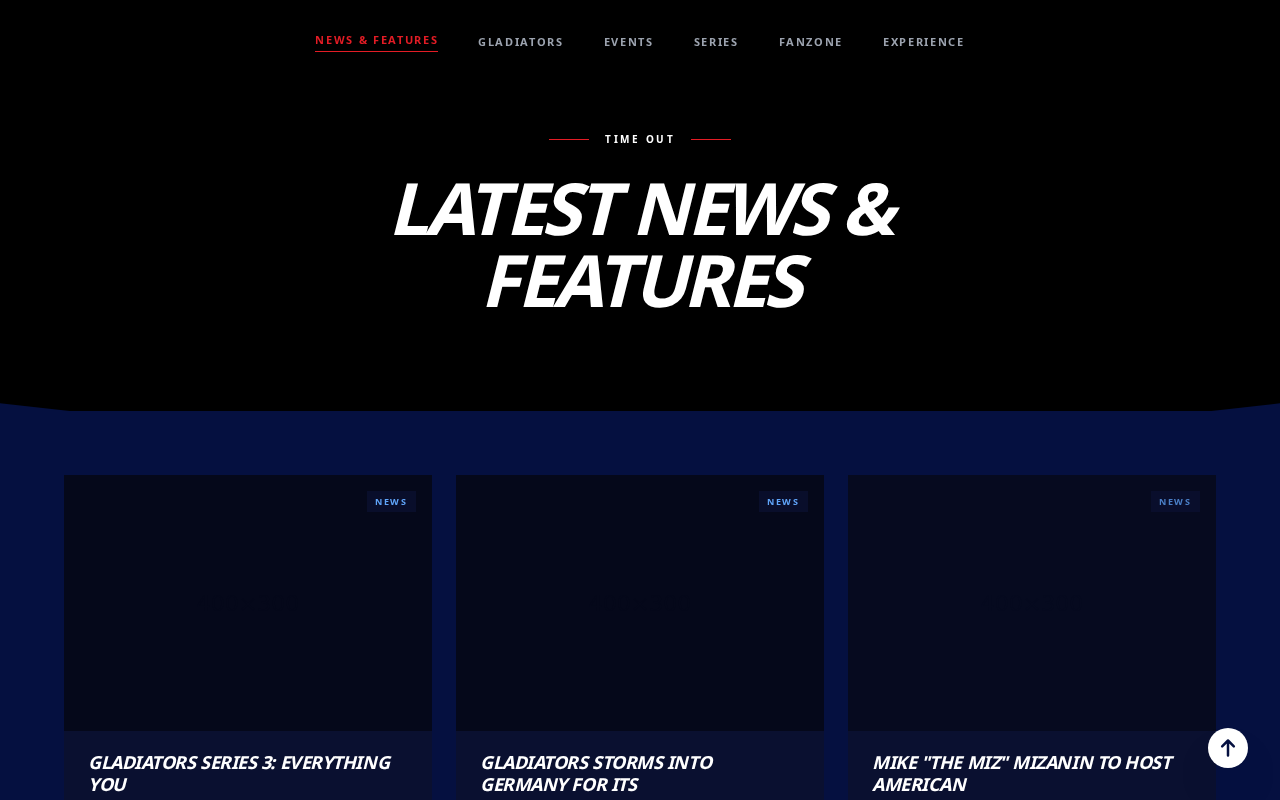 NEWS & FEATURES GLADIATORS EVENTS SERIES FANZONE EXPERIENCE
TIME OUT
LATEST NEWS &
FEATURES
NEWS
NEWS
NEWS
GLADIATORS SERIES 3: EVERYTHING
YOU
GLADIATORS STORMS INTO
GERMANY FOR ITS
MIKE "THE MIZ" MIZANIN TO HOST
AMERICAN